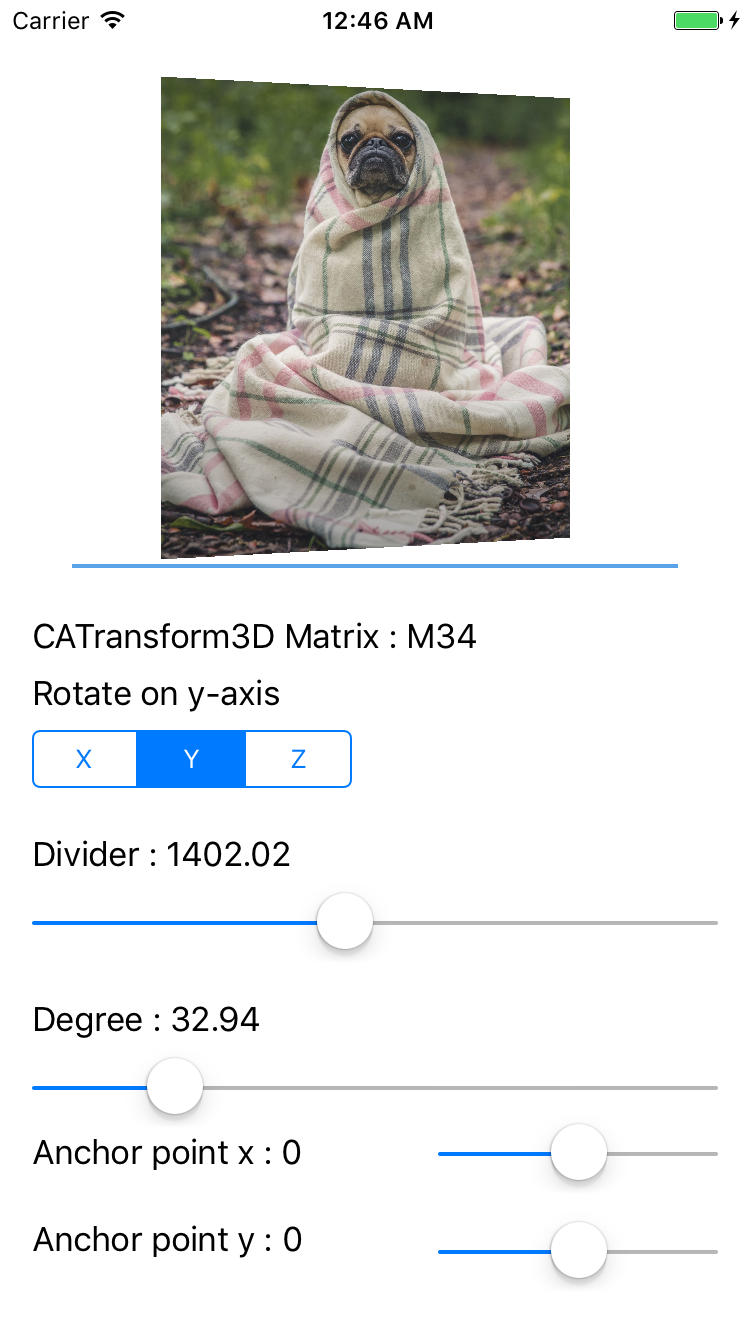 Carrier 12:46 AM
CATransform3D Matrix : M34
Rotate on y-axis
X Y Z
Divider : 1402.02
Degree : 32.94
Anchor point x : 0
Anchor point y : 0